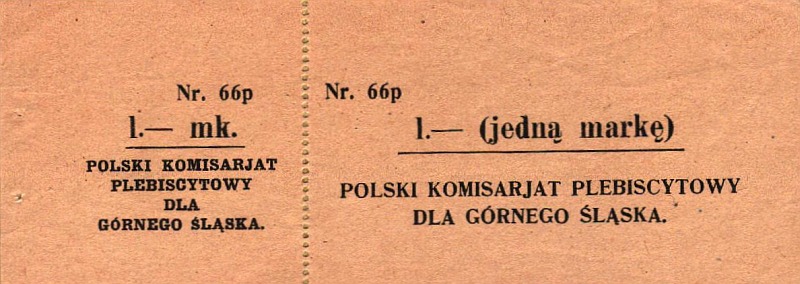 Nr. 66p
1.— mk.
POLSKI KOMISARJAT
PLEBISCYTOWY
DLA
GÓRNEGO ŚLĄSKA.
Nr. 66p
1.— (jedną markę)
POLSKI KOMISARJAT PLEBISCYTOWY
DLA GÓRNEGO ŚLĄSKA.